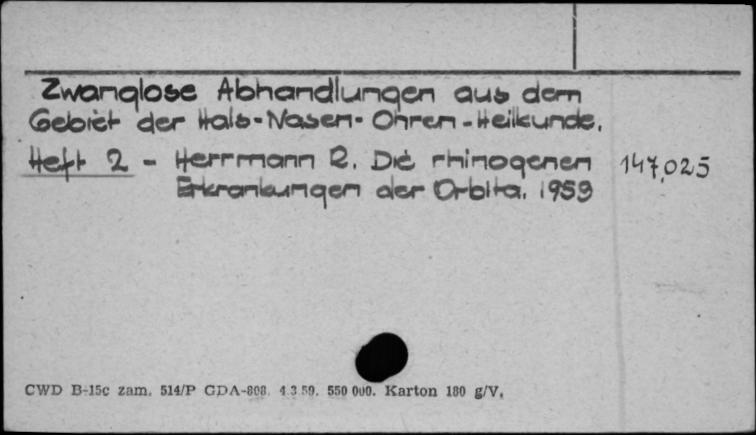 Zwanglose Abhandlungen aus dem
Gebiet der Hals-Nasen-Ohren-Heilkunde.
Heft 2 - Herrmann R. Die rhinogenen 147,025
Erkrankungen der Orbita. 1959
CWD B-15c zam. 514/P GDA-808. 4.3 59. 550 000. Karton 180 g/V.